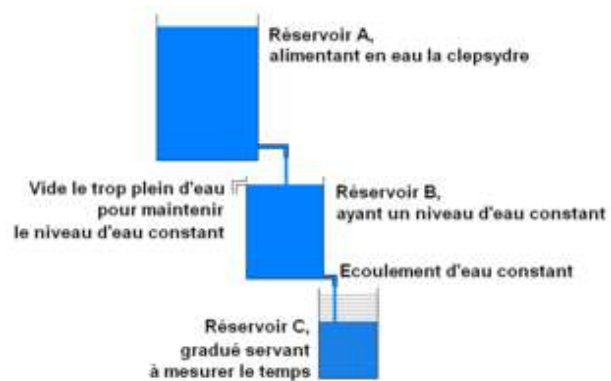 Réservoir A,
alimentant en eau la clepsydre
Vide le trop plein d'eau
pour maintenir
le niveau d'eau constant
Réservoir B,
ayant un niveau d'eau constant
Ecoulement d'eau constant
Réservoir C,
gradué servant
à mesurer le temps